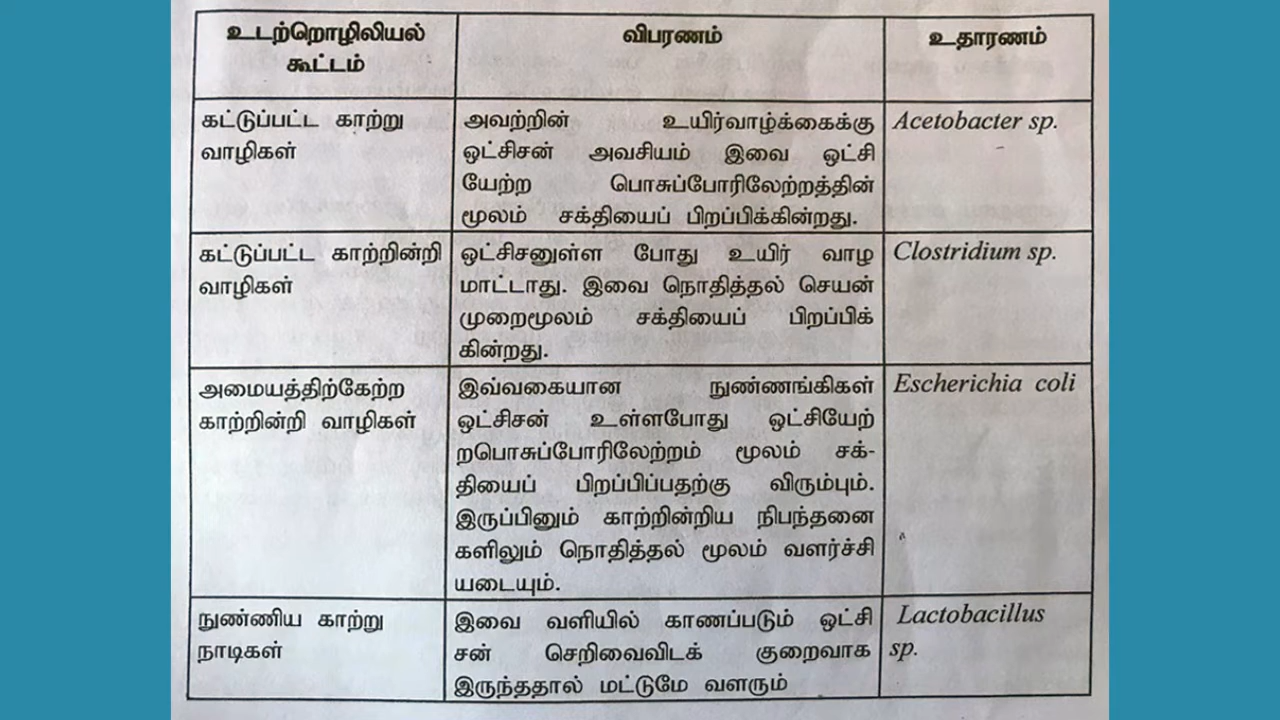 உடற்றொழிலியல்
கூட்டம்
விபரணம்
உதாரணம்
கட்டுப்பட்ட காற்று
வாழிகள்
அவற்றின் உயிர்வாழ்க்கைக்கு
ஒட்சிசன் அவசியம் இவை ஒட்சி
யேற்ற பொசுப்போரிலேற்றத்தின்
மூலம் சக்தியைப் பிறப்பிக்கின்றது.
Acetobacter sp.
கட்டுப்பட்ட காற்றின்றி
வாழிகள்
ஒட்சிசனுள்ள போது உயிர் வாழ
மாட்டாது. இவை நொதித்தல் செயன்
முறைமூலம் சக்தியைப் பிறப்பிக்
கின்றது.
Clostridium sp.
அமையத்திற்கேற்ற
காற்றின்றி வாழிகள்
இவ்வகையான நுண்ணங்கிகள்
ஒட்சிசன் உள்ளபோது ஒட்சியேற்
றபொசுப்போரிலேற்றம் மூலம் சக்-
தியைப் பிறப்பிப்பதற்கு விரும்பும்.
இருப்பினும் காற்றின்றிய நிபந்தனை
களிலும் நொதித்தல் மூலம் வளர்ச்சி
யடையும்.
Escherichia coli
நுண்ணிய காற்று
நாடிகள்
இவை வளியில் காணப்படும் ஒட்சி
சன் செறிவைவிடக் குறைவாக
இருந்ததால் மட்டுமே வளரும்
Lactobacillus
sp.